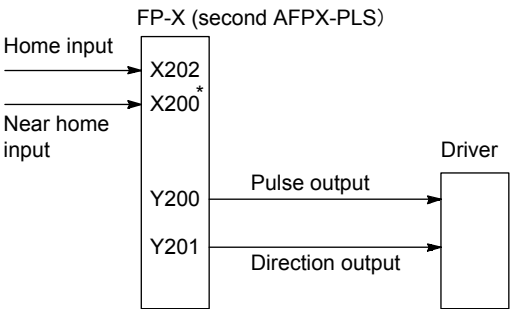 FP-X (second AFPX-PLS）
Home input
X202
X200*
Near home
input
Driver
Y200
Pulse output
Y201
Direction output